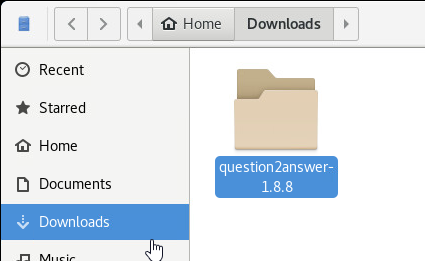 Home
Downloads
Recent
Starred
Home
Documents
Downloads
Music
question2answer-
1.8.8